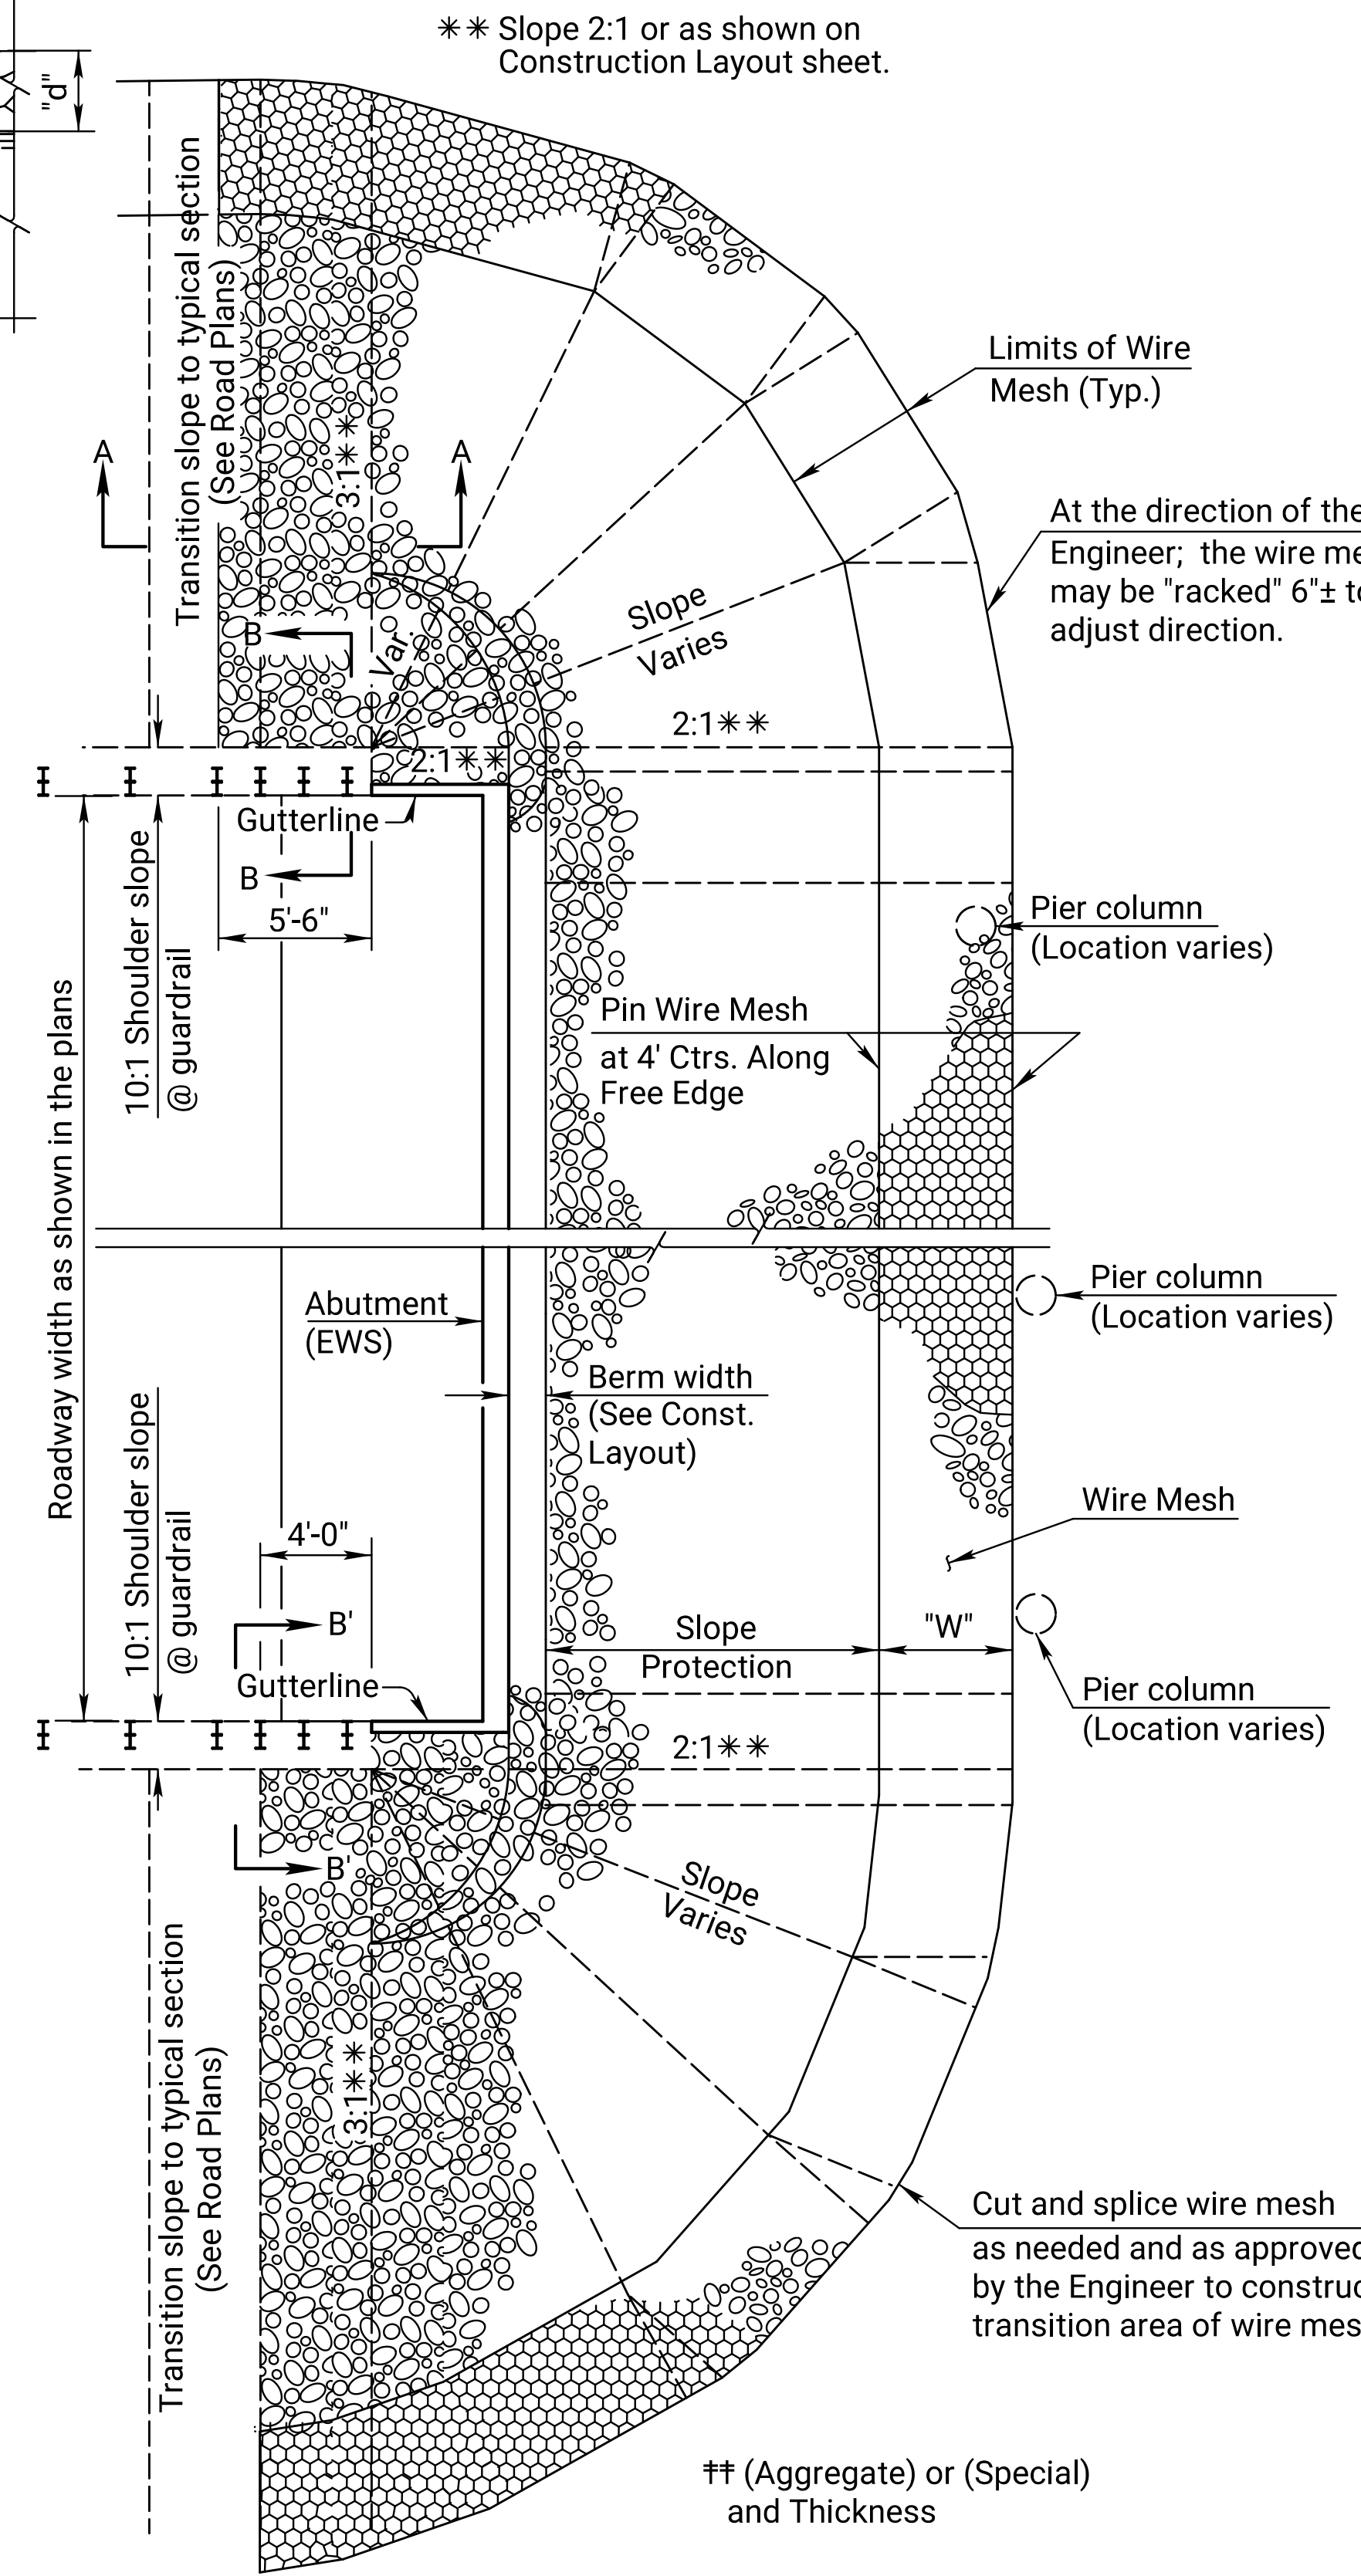 ✳✳ Slope 2:1 or as shown on
Construction Layout sheet.
"d"
Transition slope to typical section
(See Road Plans)
3:1✳✳
A
A
Limits of Wire
Mesh (Typ.)
At the direction of the
Engineer; the wire me
may be "racked" 6"± to
adjust direction.
B
Var.
Slope
Varies
2:1✳✳
2:1✳✳
Gutterline
B
5'-6"
10:1 Shoulder slope
@ guardrail
Roadway width as shown in the plans
Pier column
(Location varies)
Pin Wire Mesh
at 4' Ctrs. Along
Free Edge
Abutment
(EWS)
Pier column
(Location varies)
Berm width
(See Const.
Layout)
Wire Mesh
10:1 Shoulder slope
@ guardrail
4'-0"
B'
Gutterline
Slope
Protection
"W"
Pier column
(Location varies)
2:1✳✳
B'
Slope
Varies
Transition slope to typical section
(See Road Plans)
3:1✳✳
Cut and splice wire mesh
as needed and as approved
by the Engineer to construc
transition area of wire mes
‡‡ (Aggregate) or (Special)
and Thickness